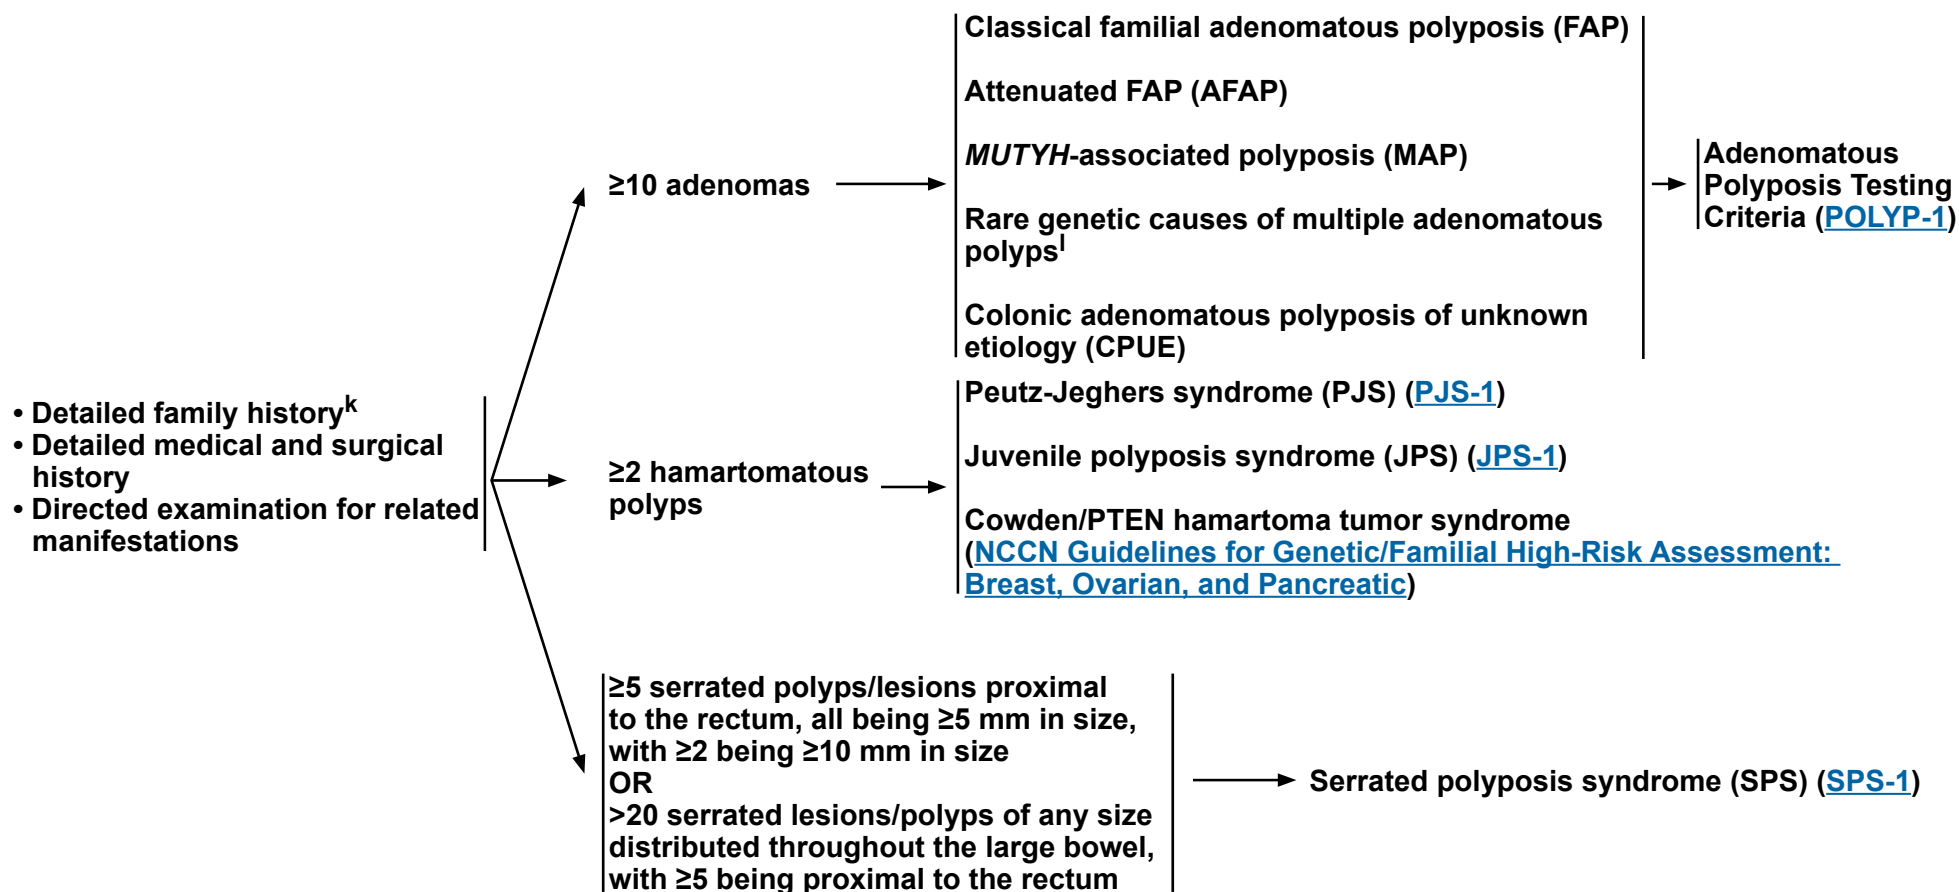 • Detailed family historyk
• Detailed medical and surgical
history
• Directed examination for related
manifestations
≥10 adenomas
Classical familial adenomatous polyposis (FAP)
Attenuated FAP (AFAP)
MUTYH-associated polyposis (MAP)
Rare genetic causes of multiple adenomatous
polypsl
Colonic adenomatous polyposis of unknown
etiology (CPUE)
Adenomatous
Polyposis Testing
Criteria (POLYP-1)
≥2 hamartomatous
polyps
Peutz-Jeghers syndrome (PJS) (PJS-1)
Juvenile polyposis syndrome (JPS) (JPS-1)
Cowden/PTEN hamartoma tumor syndrome
(NCCN Guidelines for Genetic/Familial High-Risk Assessment:
Breast, Ovarian, and Pancreatic)
≥5 serrated polyps/lesions proximal
to the rectum, all being ≥5 mm in size,
with ≥2 being ≥10 mm in size
OR
>20 serrated lesions/polyps of any size
distributed throughout the large bowel,
with ≥5 being proximal to the rectum
Serrated polyposis syndrome (SPS) (SPS-1)